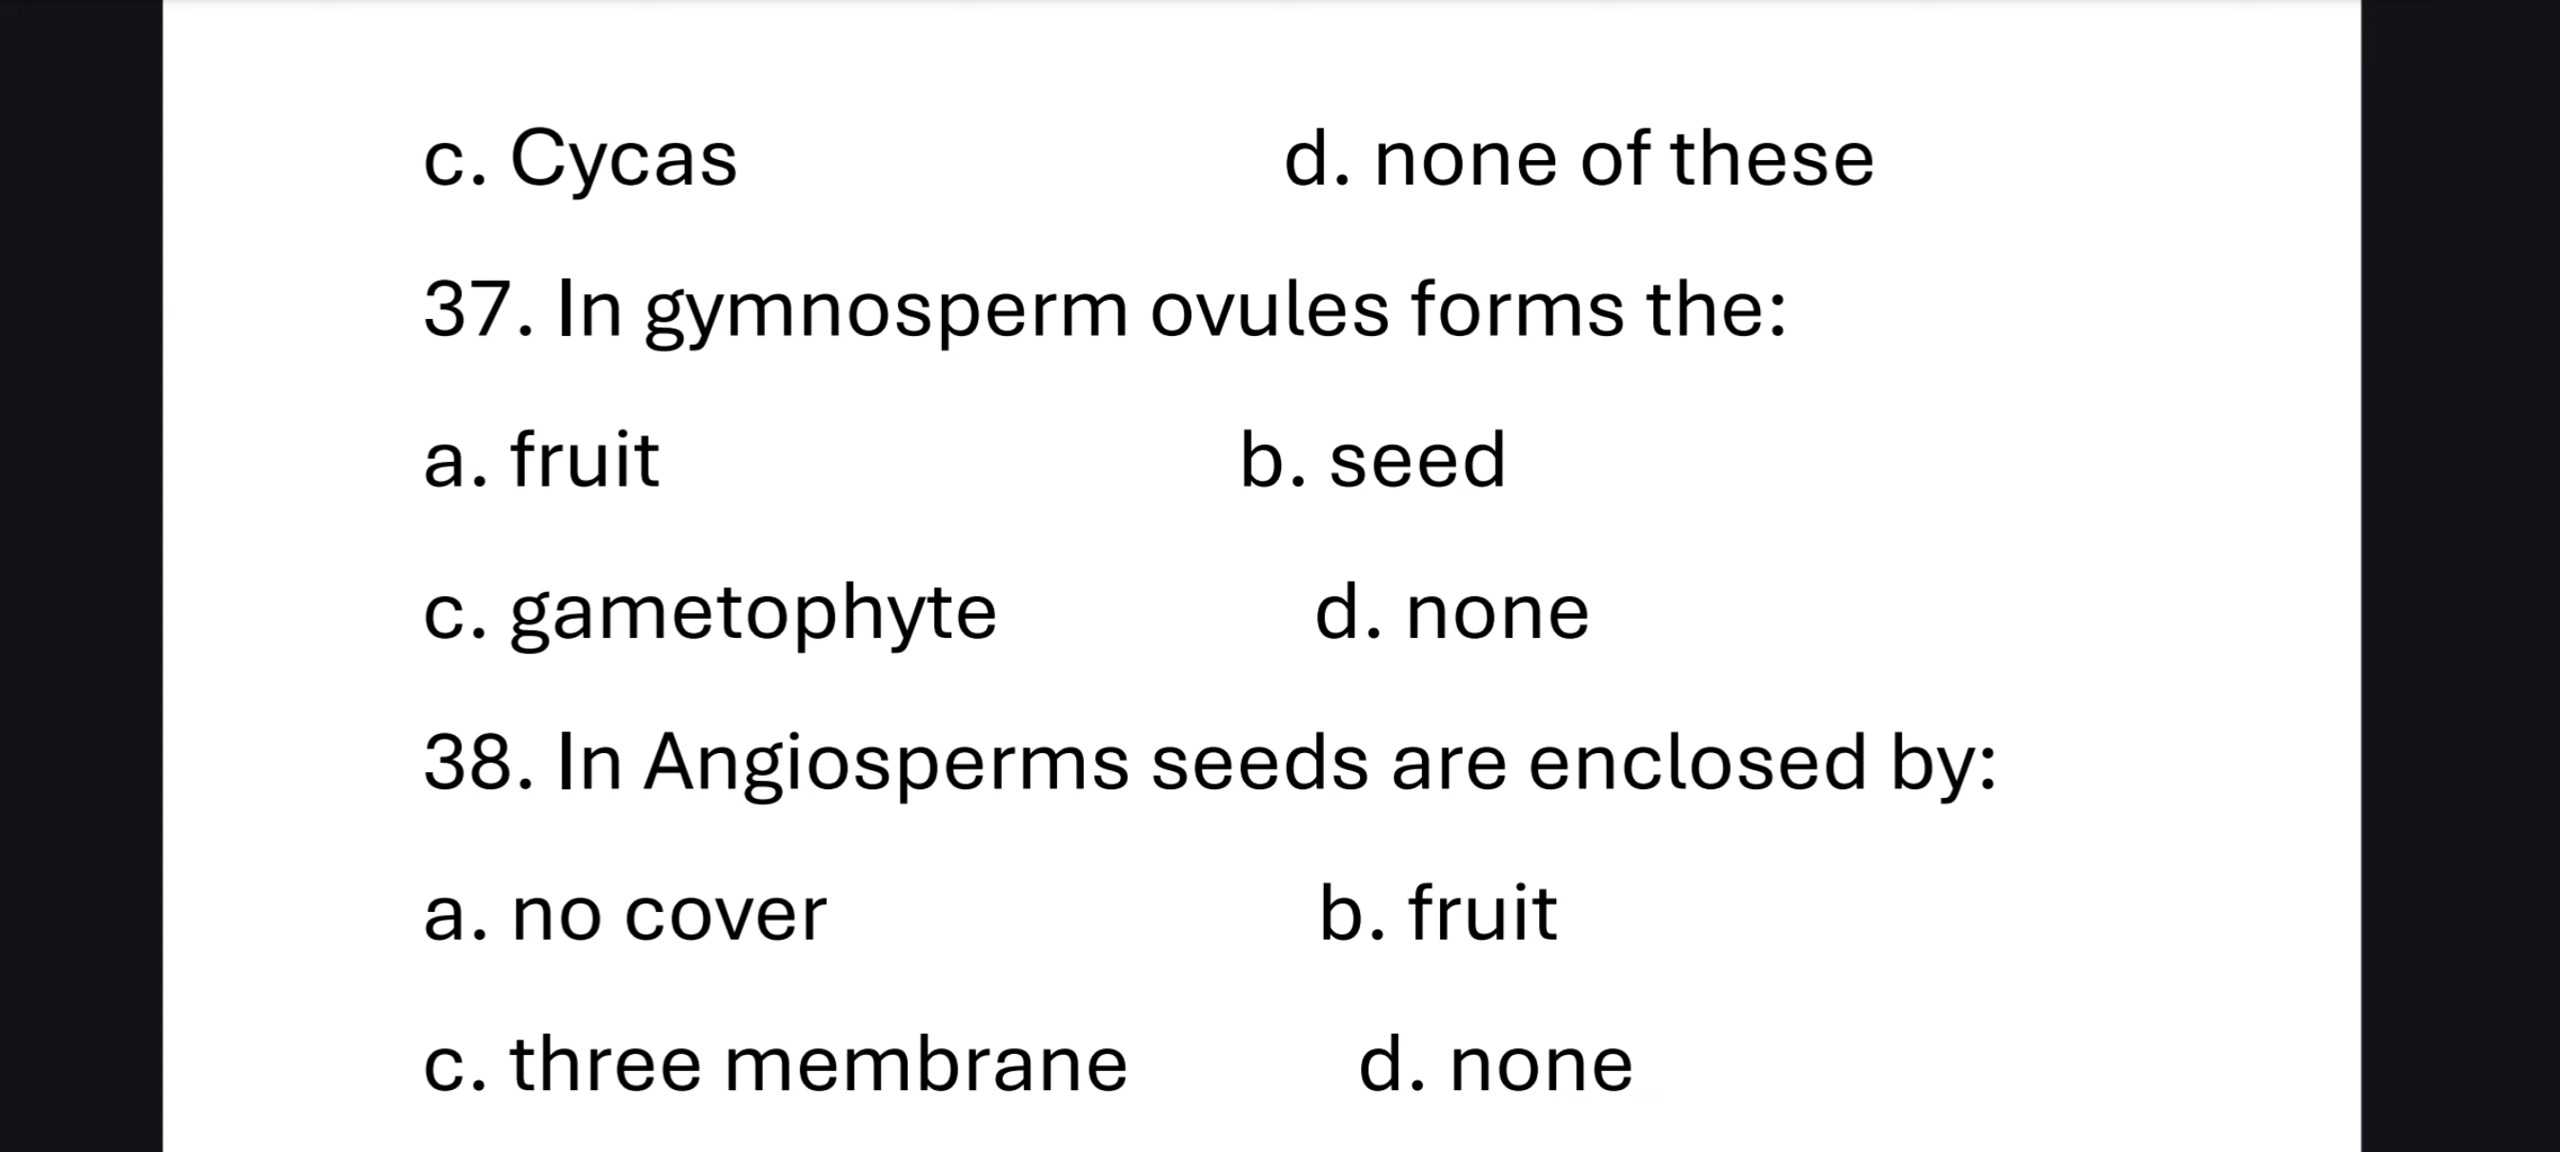 c. Cycas d. none of these
37. In gymnosperm ovules forms the:
a. fruit b. seed
c. gametophyte d. none
38. In Angiosperms seeds are enclosed by:
a. no cover b. fruit
c. three membrane d. none